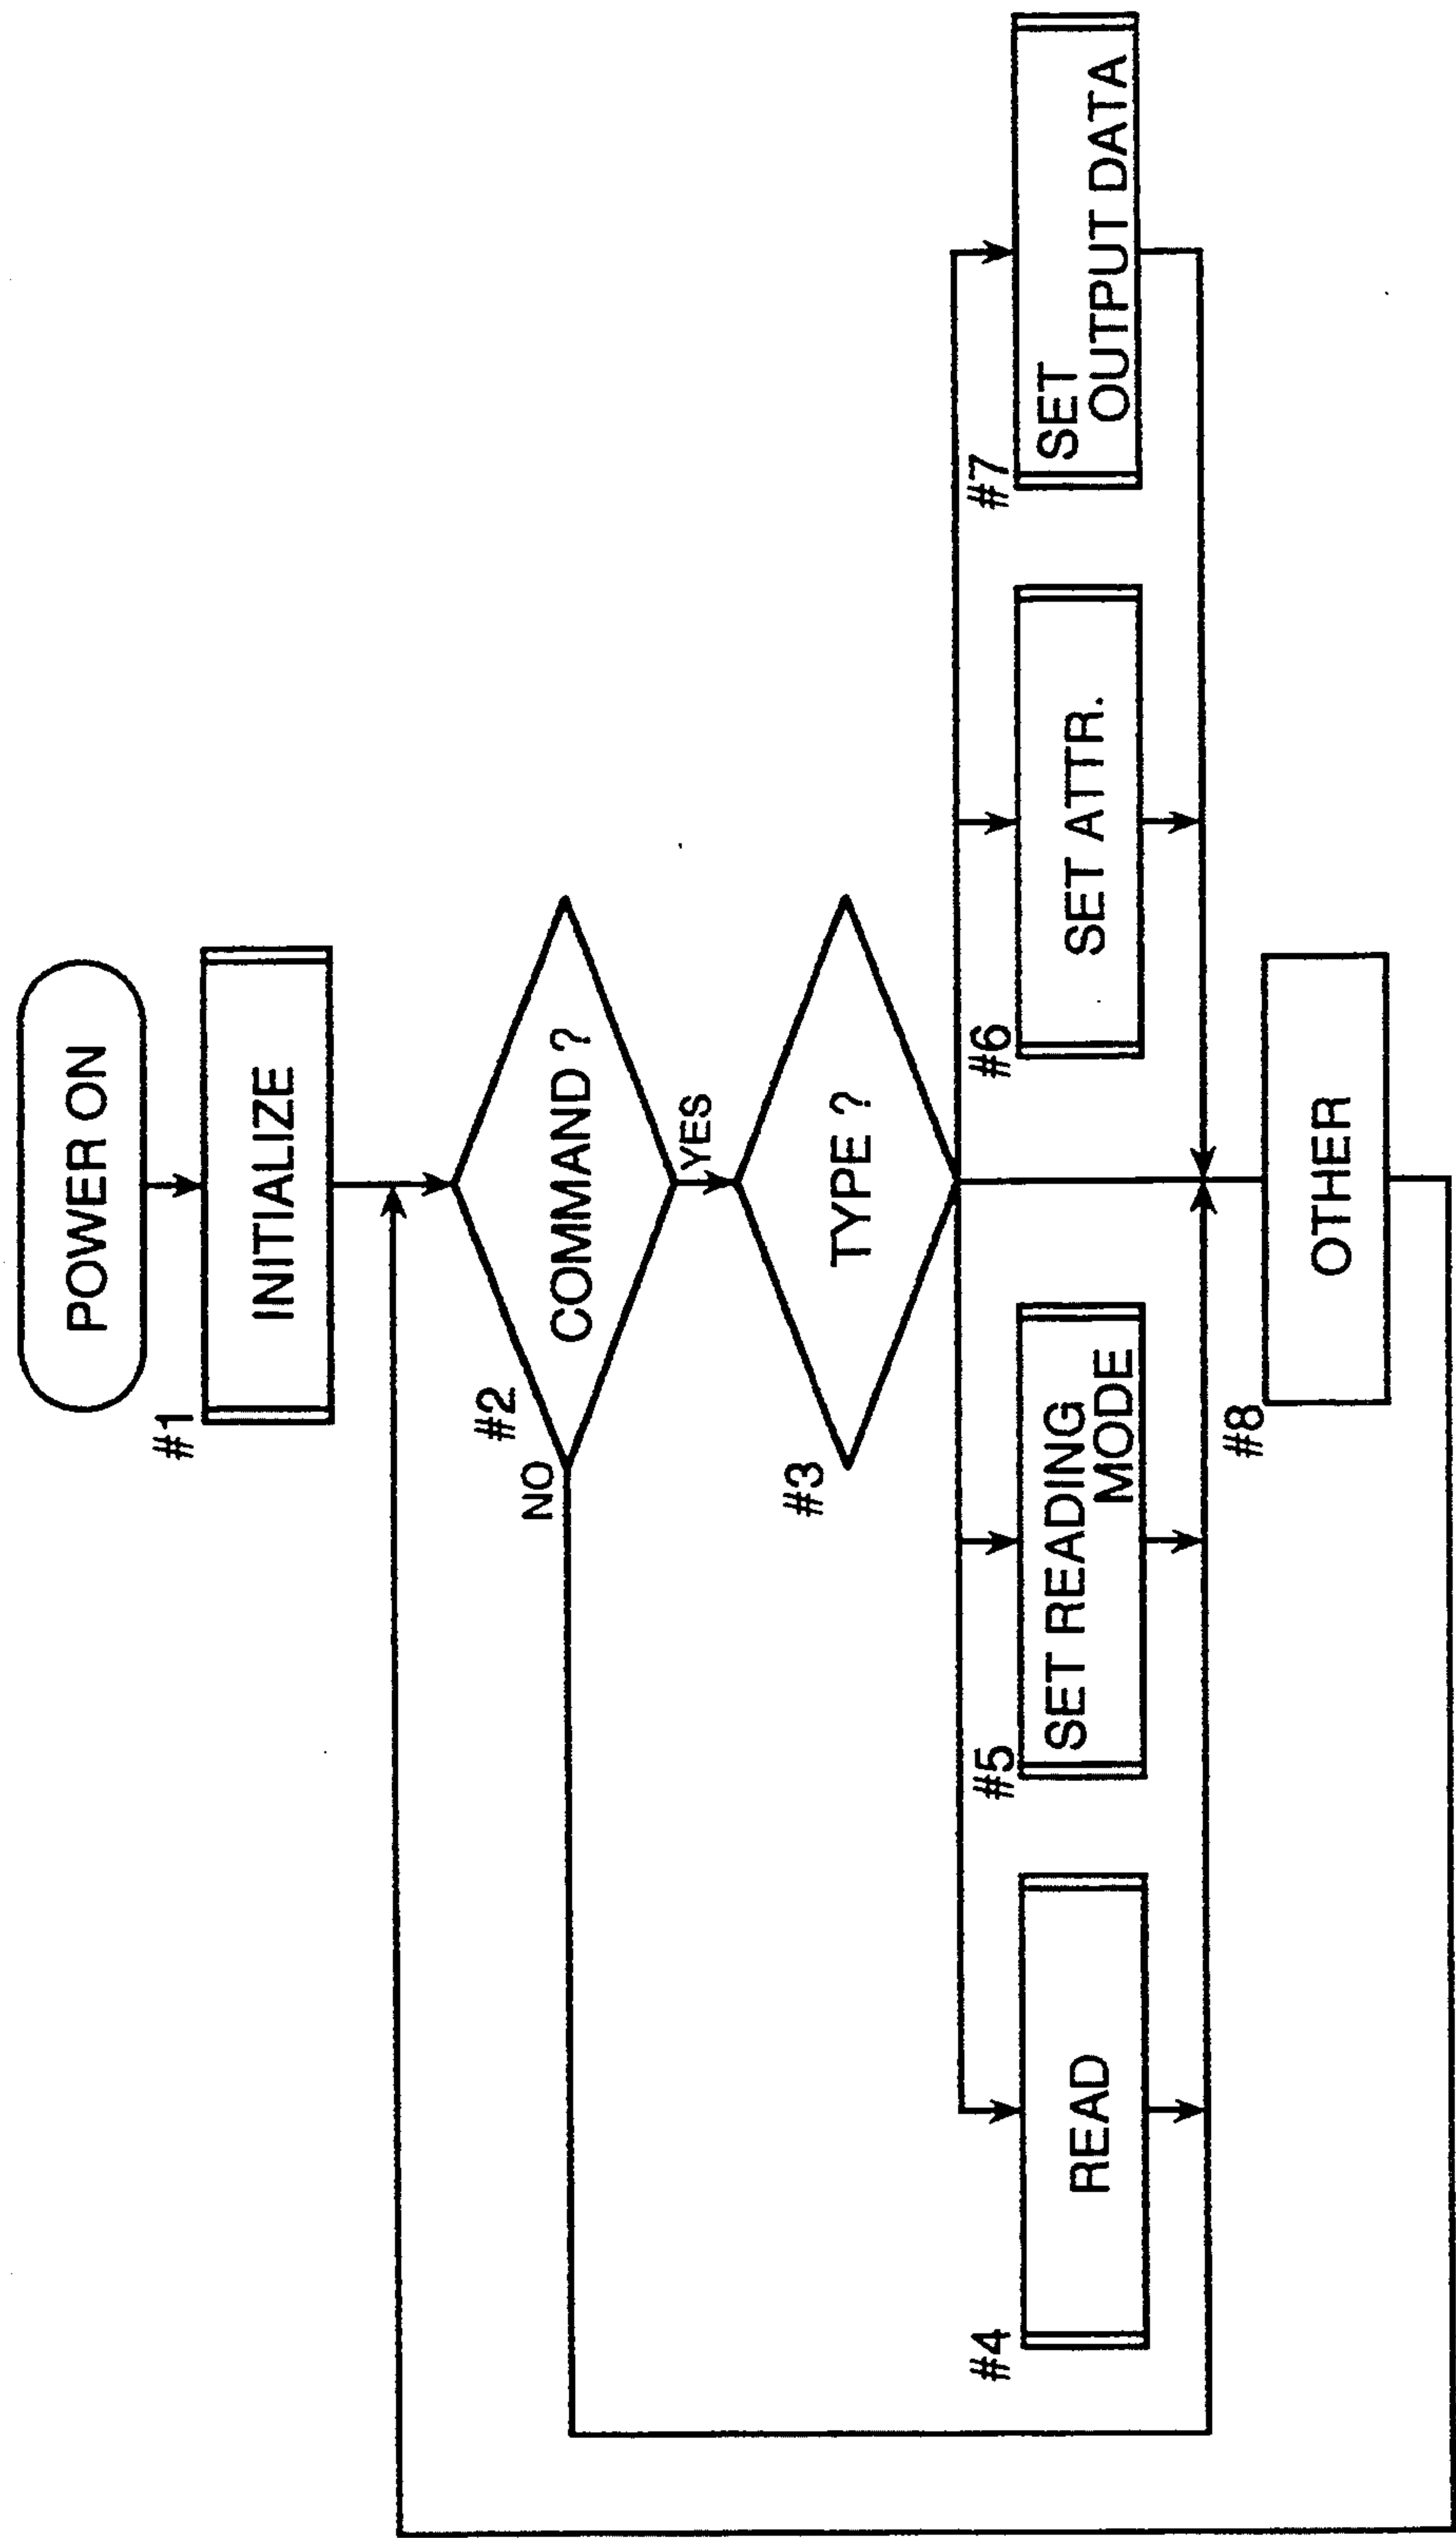 POWER ON
#1
INITIALIZE
#2
COMMAND ?
NO
YES
#3
TYPE ?
#4
READ
#5
SET READING
MODE
#6
SET ATTR.
#7
SET
OUTPUT DATA
#8
OTHER